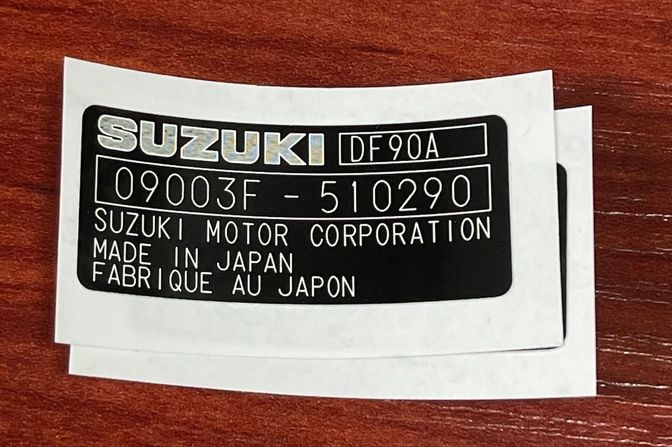 SUZUKI DF90A
09003F - 510290
SUZUKI MOTOR CORPORATION
MADE IN JAPAN
FABRIQUE AU JAPON